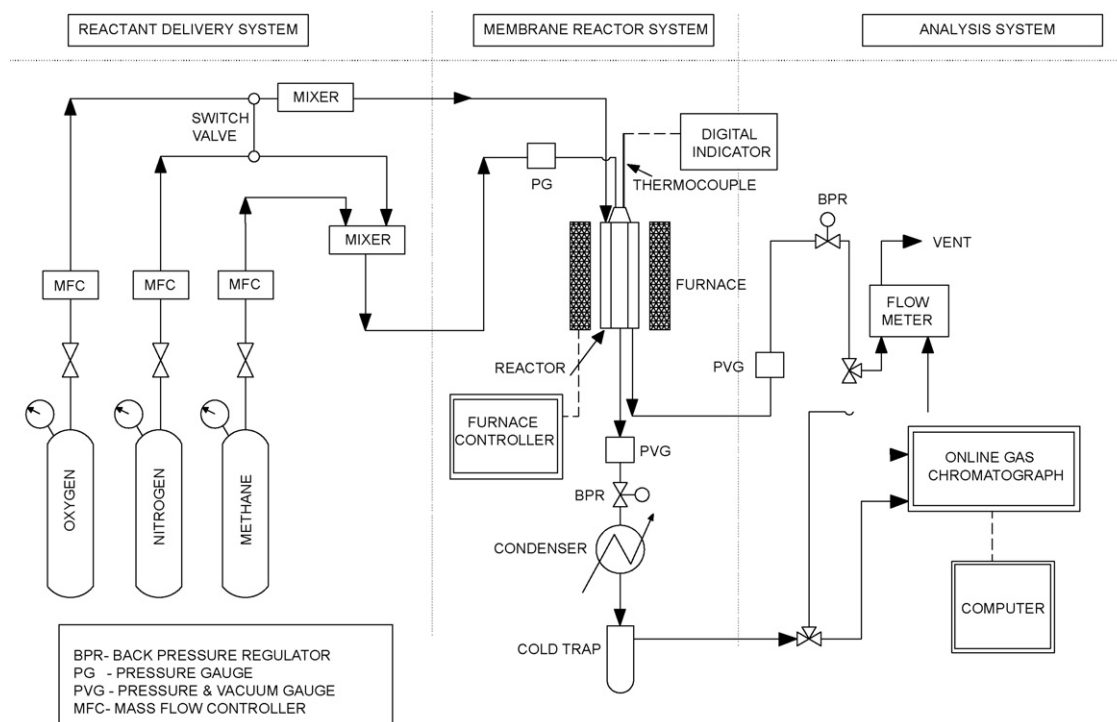 REACTANT DELIVERY SYSTEM
MEMBRANE REACTOR SYSTEM
ANALYSIS SYSTEM
MIXER
SWITCH
VALVE
DIGITAL
INDICATOR
PG
THERMOCOUPLE
BPR
MIXER
VENT
MFC
MFC
MFC
FURNACE
FLOW
METER
REACTOR
PVG
FURNACE
CONTROLLER
PVG
ONLINE GAS
CHROMATOGRAPH
OXYGEN
NITROGEN
METHANE
BPR
CONDENSER
COMPUTER
COLD TRAP
BPR- BACK PRESSURE REGULATOR
PG - PRESSURE GAUGE
PVG - PRESSURE & VACUUM GAUGE
MFC- MASS FLOW CONTROLLER